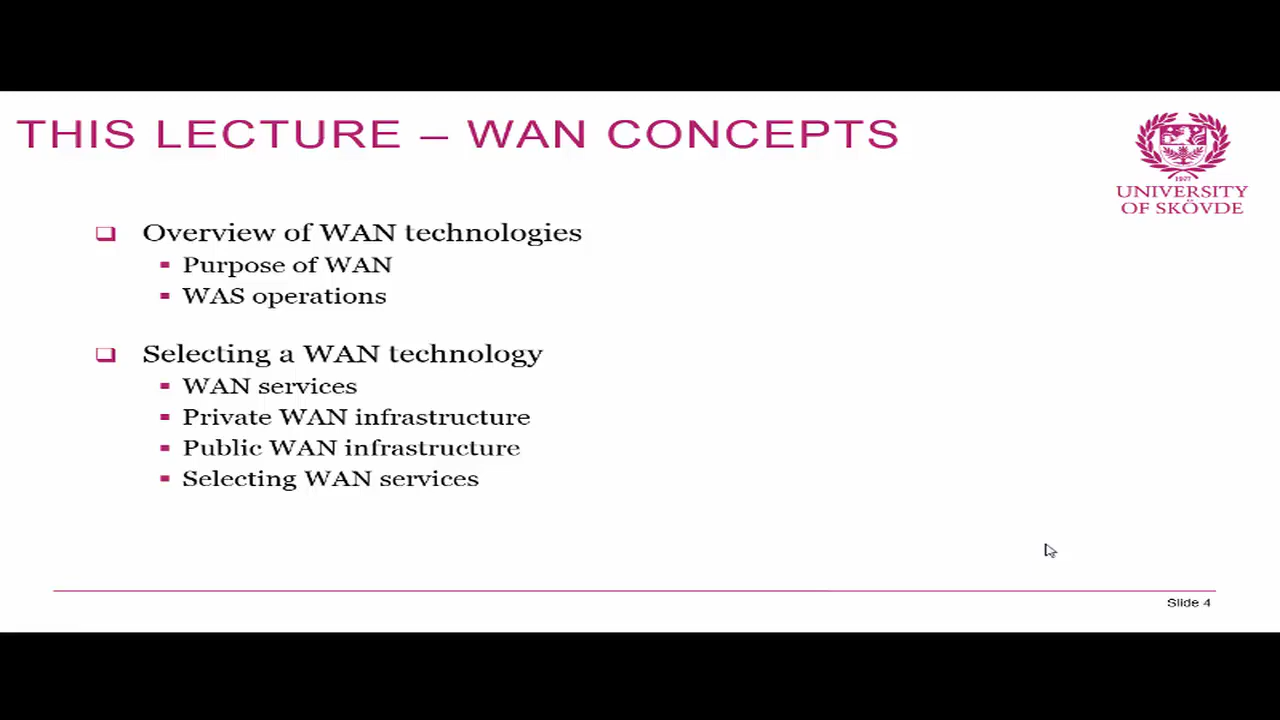 THIS LECTURE – WAN CONCEPTS
1977
UNIVERSITY
OF SKÖVDE
Overview of WAN technologies
Purpose of WAN
WAS operations
Selecting a WAN technology
WAN services
Private WAN infrastructure
Public WAN infrastructure
Selecting WAN services
Slide 4